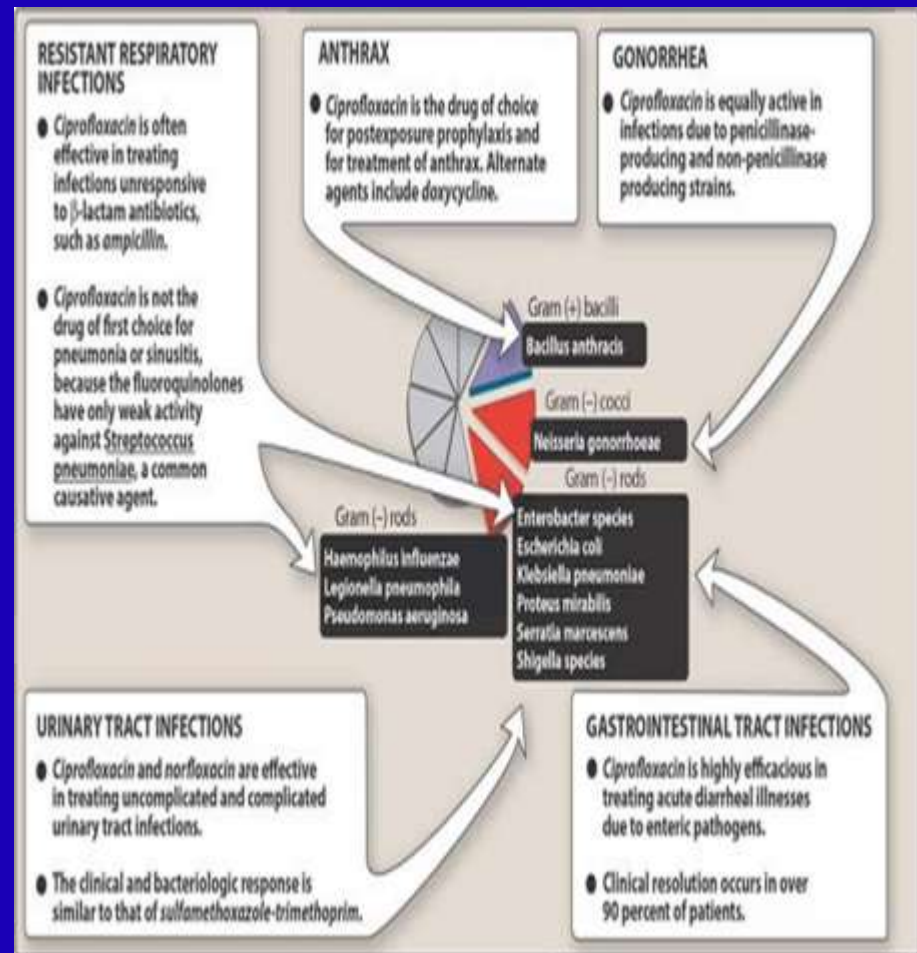 RESISTANT RESPIRATORY
INFECTIONS
● Ciprofloxacin is often
effective in treating
infections unresponsive
to β-lactam antibiotics,
such as ampicillin.
● Ciprofloxacin is not the
drug of first choice for
pneumonia or sinusitis,
because the fluoroquinolones
have only weak activity
against Streptococcus
pneumoniae, a common
causative agent.
ANTHRAX
● Ciprofloxacin is the drug of choice
for postexposure prophylaxis and
for treatment of anthrax. Alternate
agents include doxycycline.
GONORRHEA
● Ciprofloxacin is equally active in
infections due to penicillinase-
producing and non-penicillinase
producing strains.
Gram (+) bacilli
Bacillus anthracis
Gram (–) cocci
Neisseria gonorrhoeae
Gram (–) rods
Enterobacter species
Escherichia coli
Klebsiella pneumoniae
Proteus mirabilis
Serratia marcescens
Shigella species
Gram (–) rods
Haemophilus influenzae
Legionella pneumophila
Pseudomonas aeruginosa
URINARY TRACT INFECTIONS
● Ciprofloxacin and norfloxacin are effective
in treating uncomplicated and complicated
urinary tract infections.
● The clinical and bacteriologic response is
similar to that of sulfamethoxazole-trimethoprim.
GASTROINTESTINAL TRACT INFECTIONS
● Ciprofloxacin is highly efficacious in
treating acute diarrheal illnesses
due to enteric pathogens.
● Clinical resolution occurs in over
90 percent of patients.